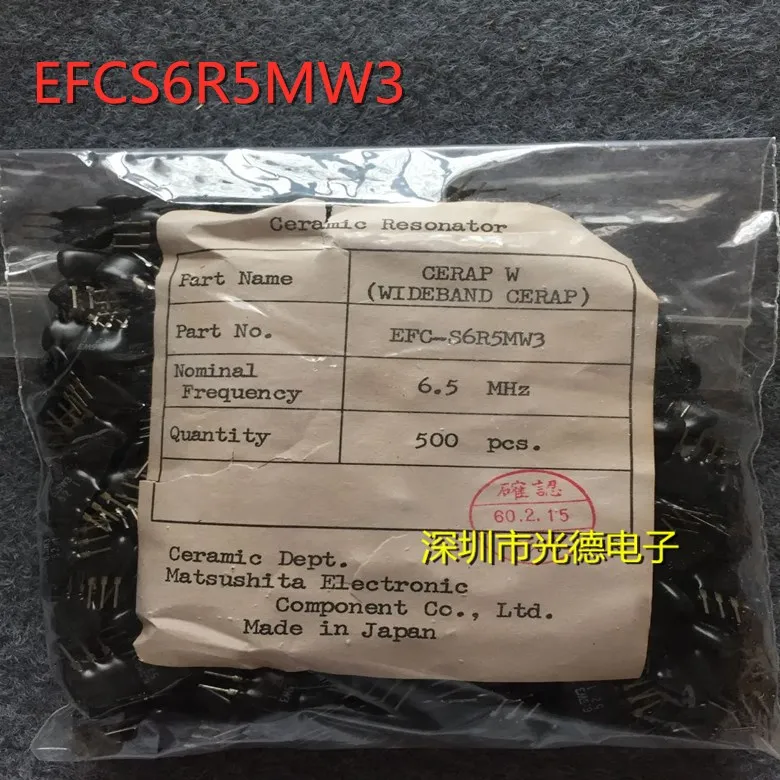 EFCS6R5MW3
Ceramic Resonator
Part Name
CERAP W
(WIDEBAND CERAP)
Part No.
EFC-S6R5MW3
Nominal
Frequency
6.5 MHz
Quantity
500 pcs.
確認
60.2.15
深圳市光德电子
Ceramic Dept.
Matsushita Electronic
Component Co., Ltd.
Made in Japan